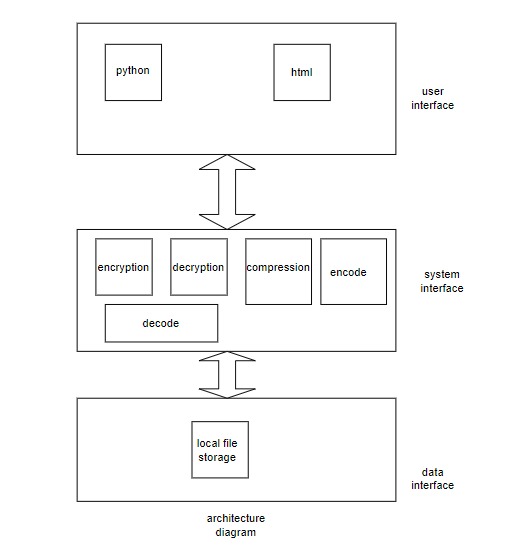 python
html
user
interface
encryption
decryption
compression
encode
decode
system
interface
local file
storage
data
interface
architecture
diagram